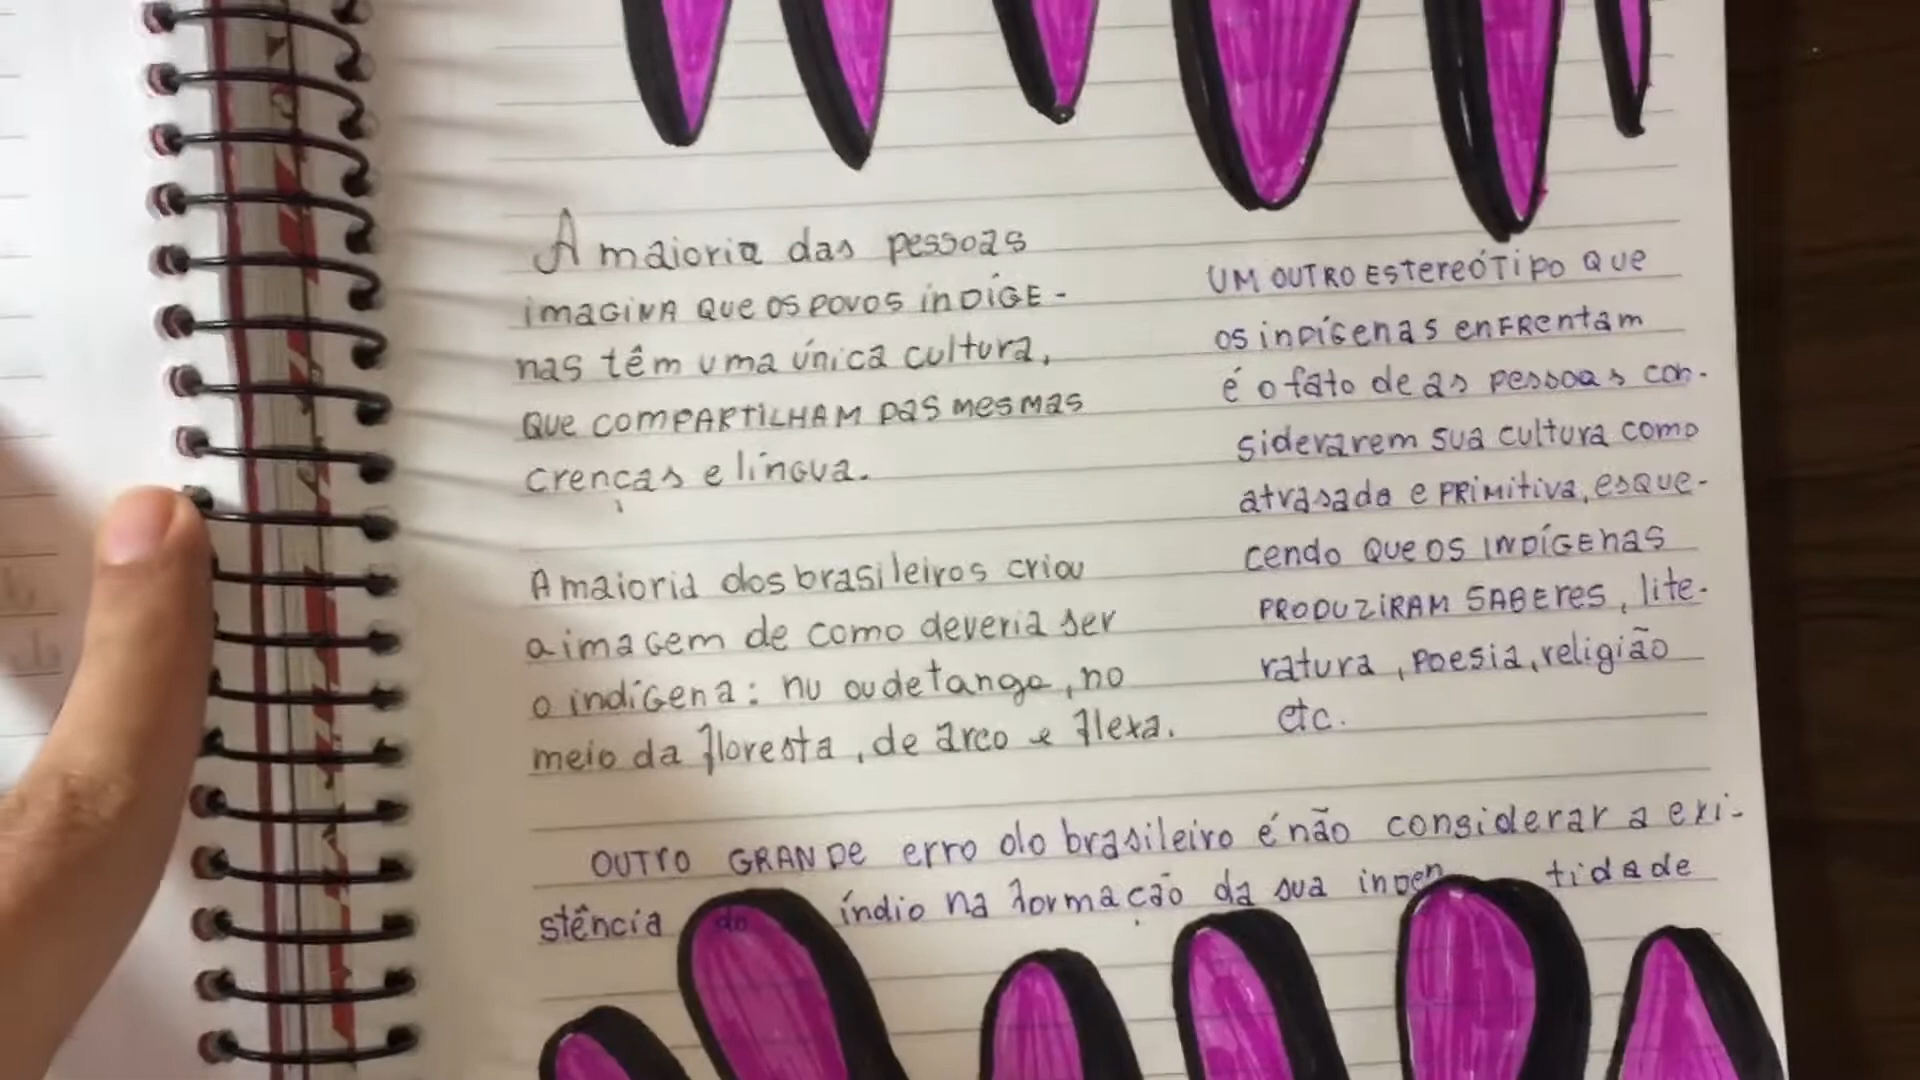 A maioria das pessoas
imagina que os povos indíge-
nas têm uma única cultura,
que compartilham das mesmas
crenças e língua.
A maioria dos brasileiros criou
a imagem de como deveria ser
o indígena: nu ou de tanga, no
meio da floresta, de arco e flexa.
UM OUTRO Estereótipo que
os indígenas enfrentam
é o fato de as pessoas con-
siderarem sua cultura como
atrasada e primitiva, esque-
cendo que os indígenas
PRODUZIRAM SABERes, lite-
ratura, poesia, religião
etc.
OUTRO GRANDE erro do brasileiro é não considerar a exi-
stência do índio na formação da sua inden tidade